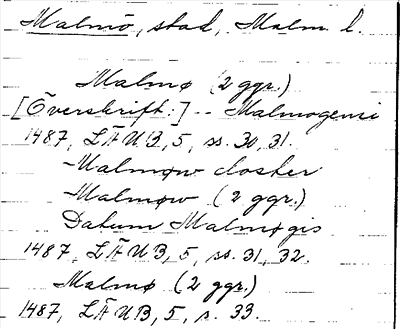 Malmö, stad, Malm. l.
Malmø (2 ggr.)
[Överskrift:] -- Malmogensi
1487, LÄUB, 5, ss. 30, 31.
Malmøw closter
Malmøw (2 ggr.)
Datum Malmøgis
1487, LÄUB, 5, ss. 31, 32.
Malmø (2 ggr.)
1487, LÄUB, 5, s. 33.